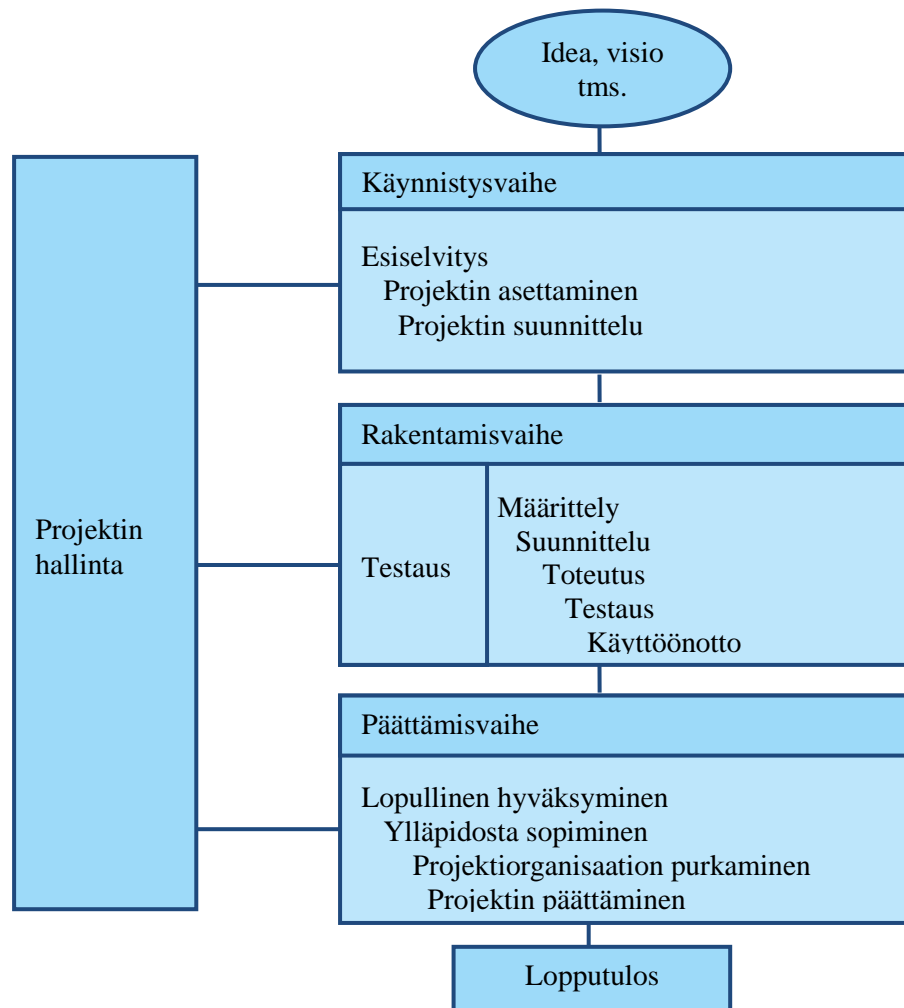 Idea, visio
tms.
Käynnistysvaihe
Esiselvitys
Projektin asettaminen
Projektin suunnittelu
Rakentamisvaihe
Projektin
hallinta
Testaus
Määrittely
Suunnittelu
Toteutus
Testaus
Käyttöönotto
Päättämisvaihe
Lopullinen hyväksyminen
Ylläpidosta sopiminen
Projektiorganisaation purkaminen
Projektin päättäminen
Lopputulos